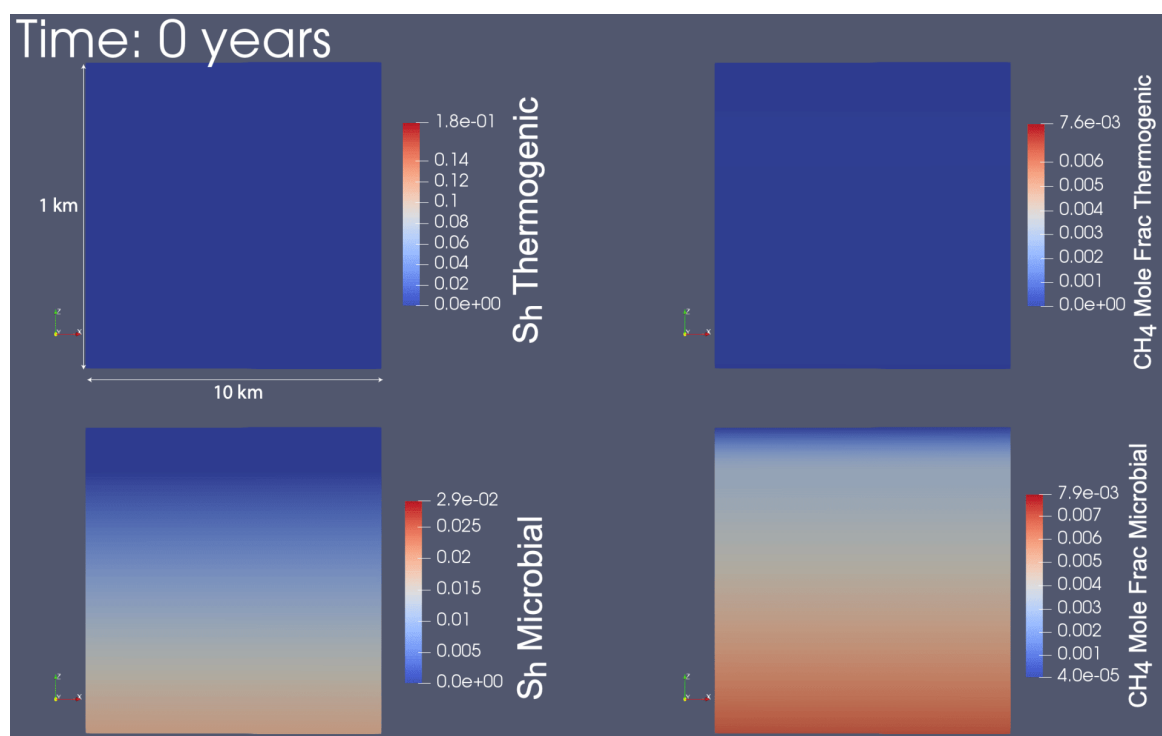 Time: 0 years
1 km
10 km
1.8e-01
0.14
0.12
0.1
0.08
0.06
0.04
0.02
0.0e+00
Sh Thermogenic
7.6e-03
0.006
0.005
0.004
0.003
0.002
0.001
0.0e+00
CH4 Mole Frac Thermogenic
2.9e-02
0.025
0.02
0.015
0.01
0.005
0.0e+00
Sh Microbial
7.9e-03
0.007
0.006
0.005
0.004
0.003
0.002
0.001
4.0e-05
CH4 Mole Frac Microbial